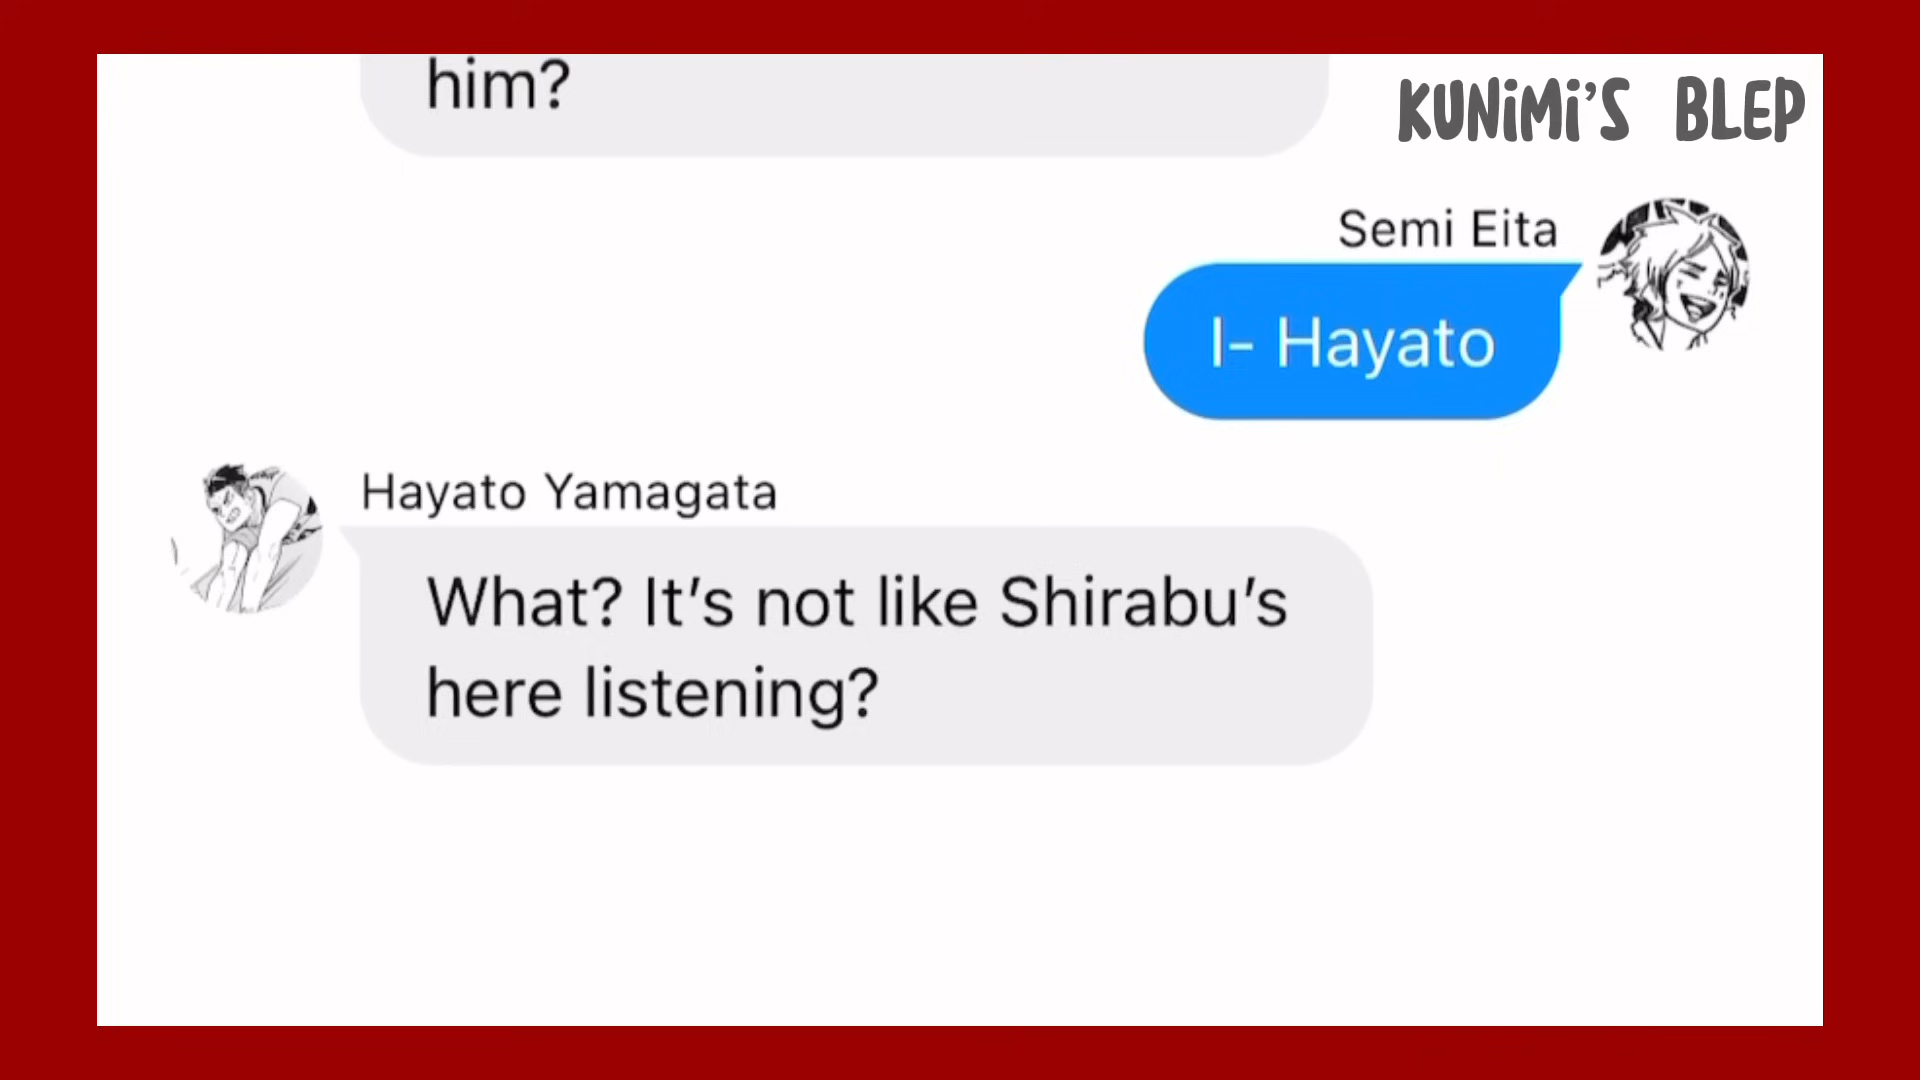 him?
KUNiMi'S BLEP
Semi Eita
I- Hayato
Hayato Yamagata
What? It's not like Shirabu's
here listening?